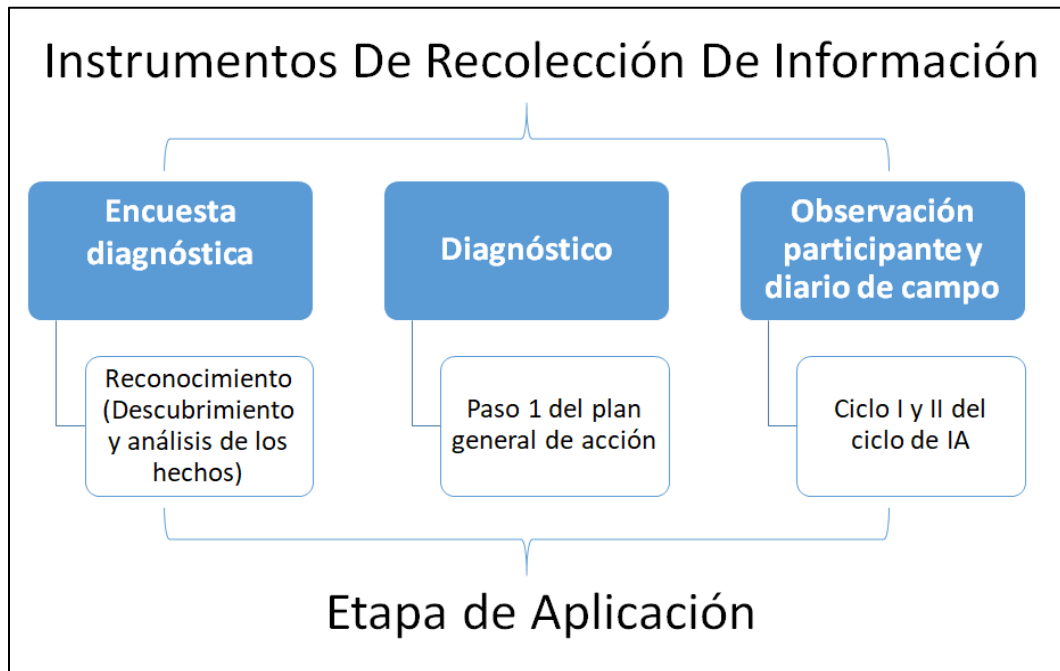 Instrumentos De Recolección De Información
Encuesta
diagnóstica
Diagnóstico
Observación
participante y
diario de campo
Reconocimiento
(Descubrimiento
y análisis de los
hechos)
Paso 1 del plan
general de acción
Ciclo I y II del
ciclo de IA
Etapa de Aplicación